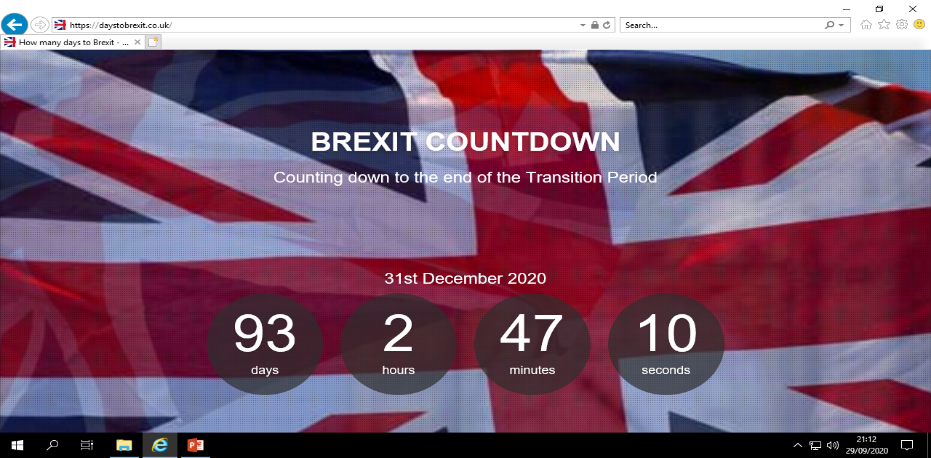 https://daystobrexit.co.uk/
Search...
How many days to Brexit - ...
BREXIT COUNTDOWN
Counting down to the end of the Transition Period
31st December 2020
93 2 47 10
days hours minutes seconds
21:12
29/09/2020